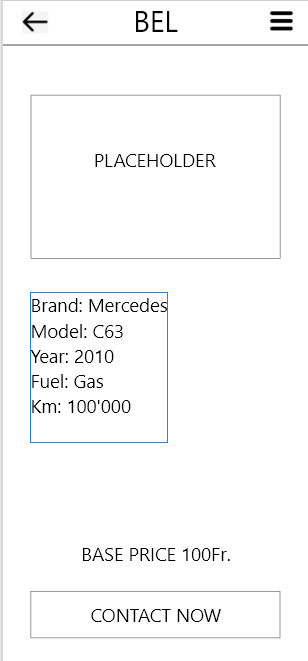 BEL
PLACEHOLDER
Brand: Mercedes
Model: C63
Year: 2010
Fuel: Gas
Km: 100'000
BASE PRICE 100Fr.
CONTACT NOW